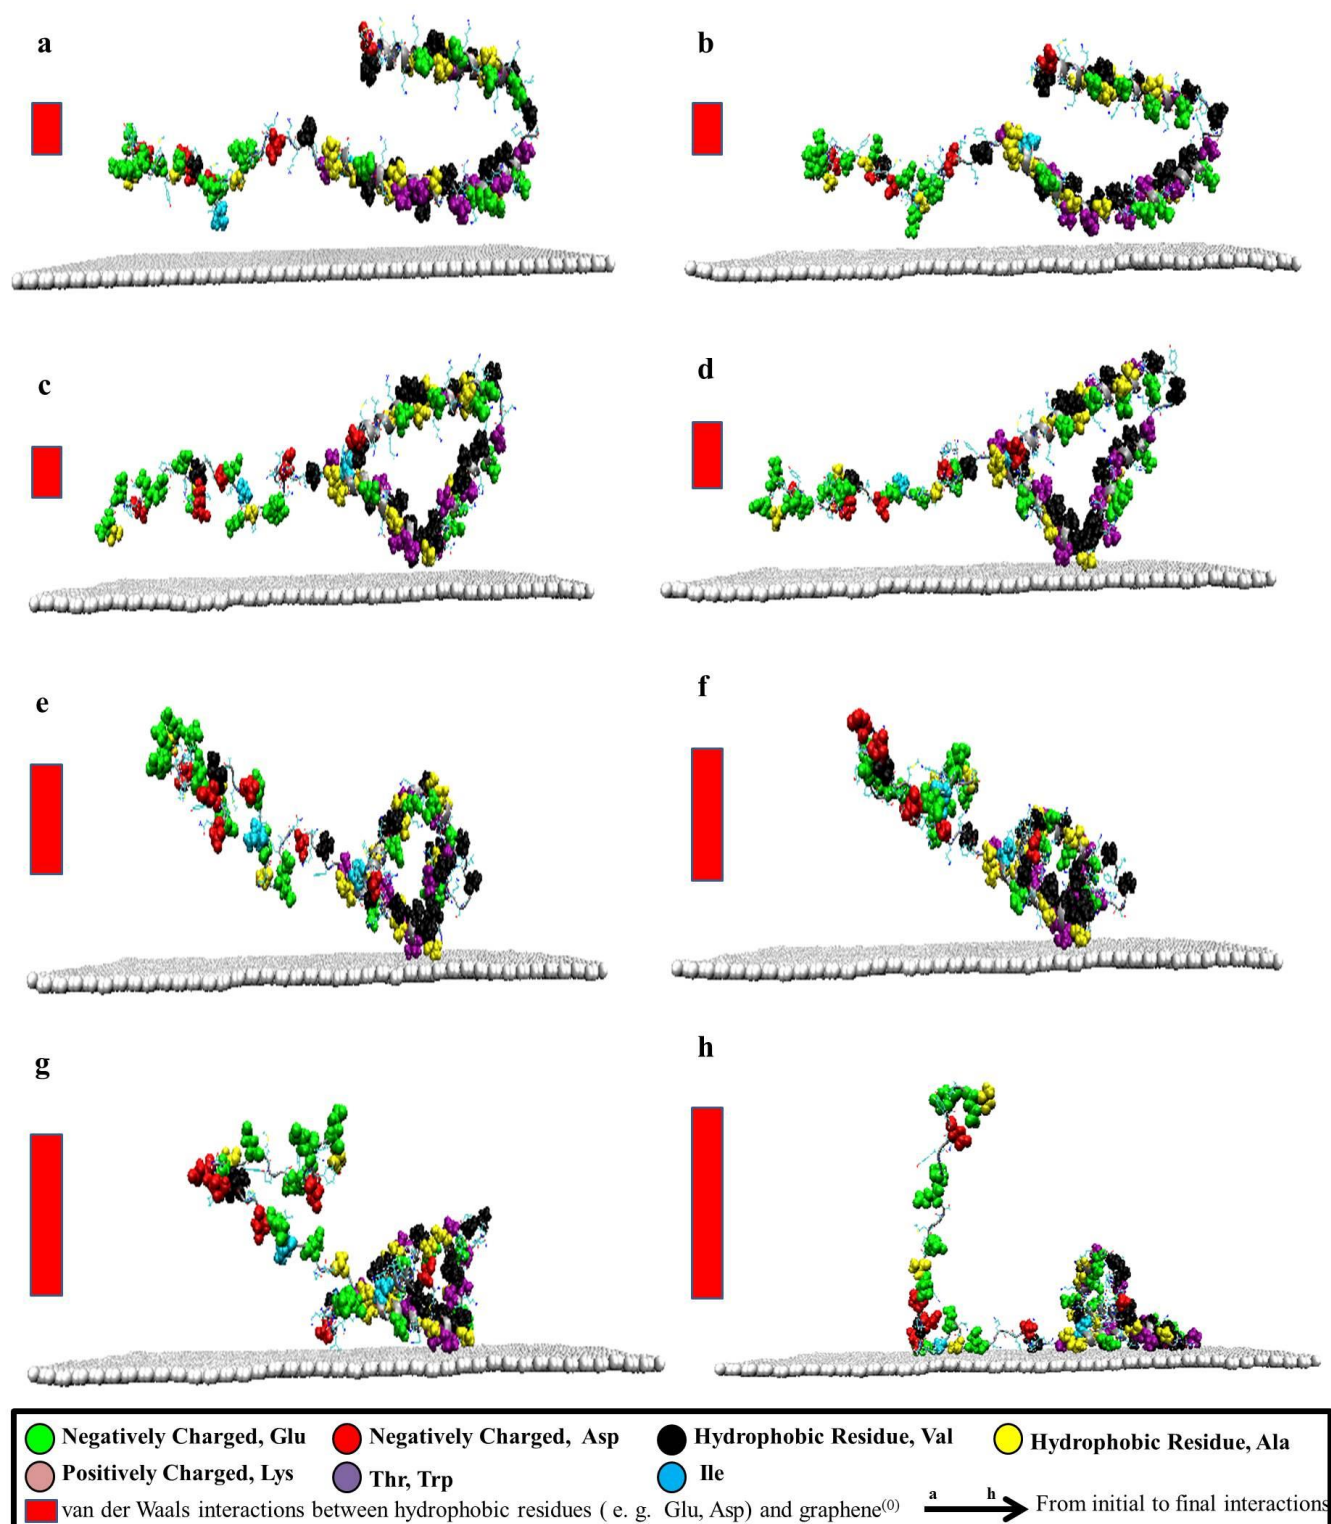 a
b
c
d
e
f
g
h
Negatively Charged, Glu
Negatively Charged, Asp
Hydrophobic Residue, Val
Hydrophobic Residue, Ala
Positively Charged, Lys
Thr, Trp
Ile
van der Waals interactions between hydrophobic residues ( e. g. Glu, Asp) and graphene⁽⁰⁾
a h
From initial to final interactions